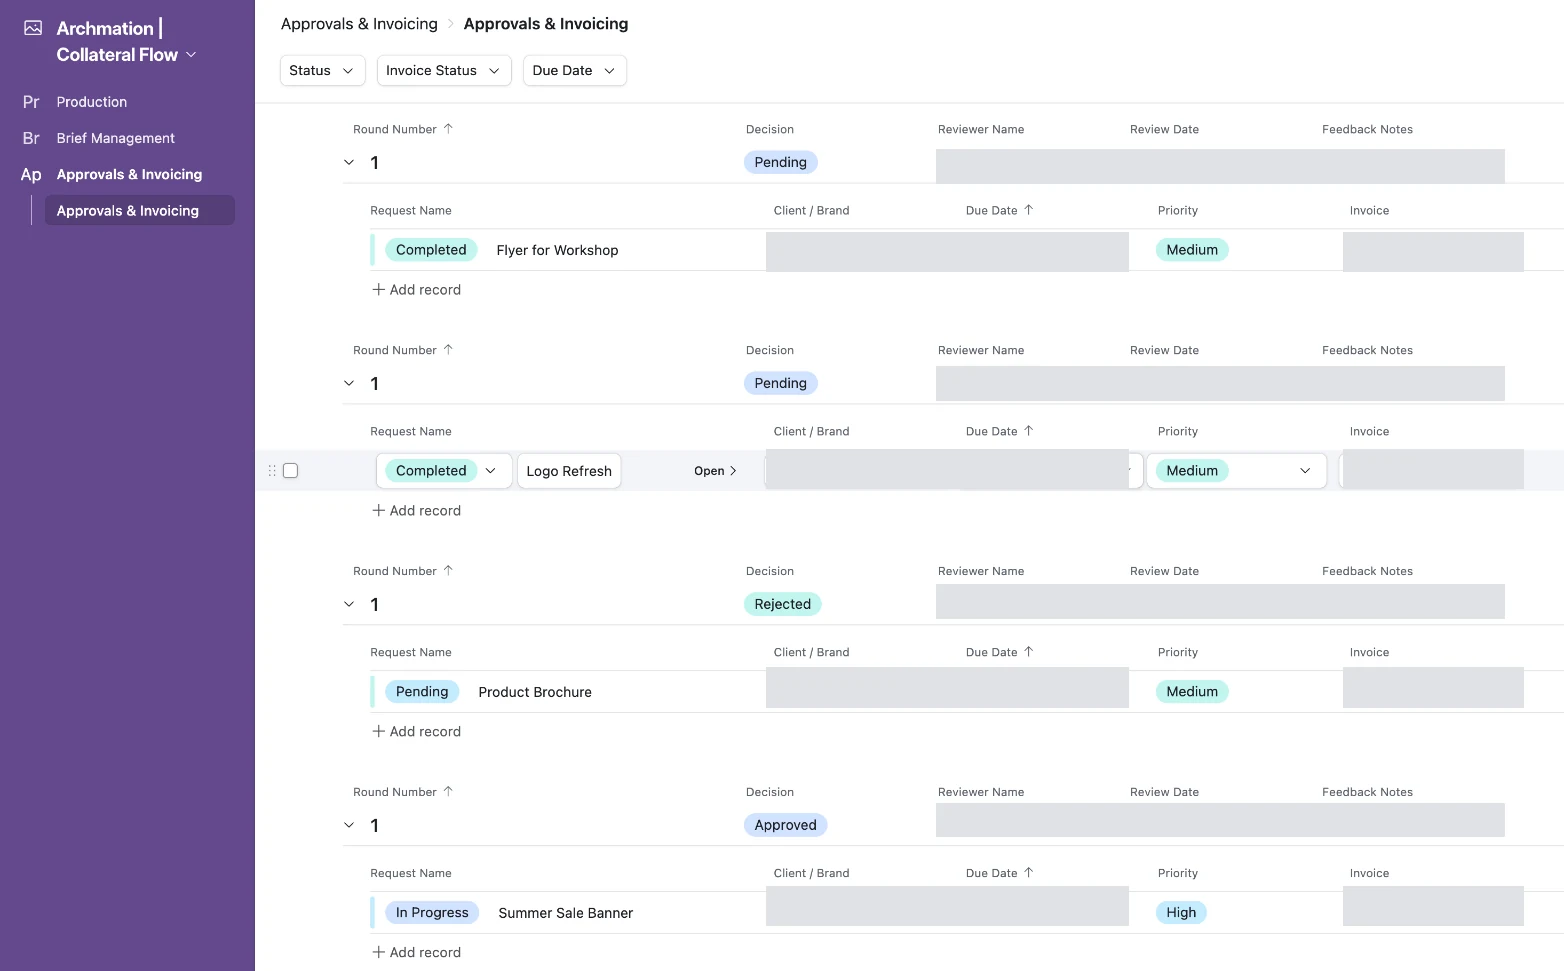 Archmation |
Collateral Flow
Pr Production
Br Brief Management
Ap Approvals & Invoicing
Approvals & Invoicing
Approvals & Invoicing > Approvals & Invoicing
Status Invoice Status Due Date
Round Number ↑ Decision Reviewer Name Review Date Feedback Notes
1 Pending
Request Name Client / Brand Due Date ↑ Priority Invoice
Completed Flyer for Workshop Medium
+ Add record
Round Number ↑ Decision Reviewer Name Review Date Feedback Notes
1 Pending
Request Name Client / Brand Due Date ↑ Priority Invoice
Completed Logo Refresh Open > Medium
+ Add record
Round Number ↑ Decision Reviewer Name Review Date Feedback Notes
1 Rejected
Request Name Client / Brand Due Date ↑ Priority Invoice
Pending Product Brochure Medium
+ Add record
Round Number ↑ Decision Reviewer Name Review Date Feedback Notes
1 Approved
Request Name Client / Brand Due Date ↑ Priority Invoice
In Progress Summer Sale Banner High
+ Add record